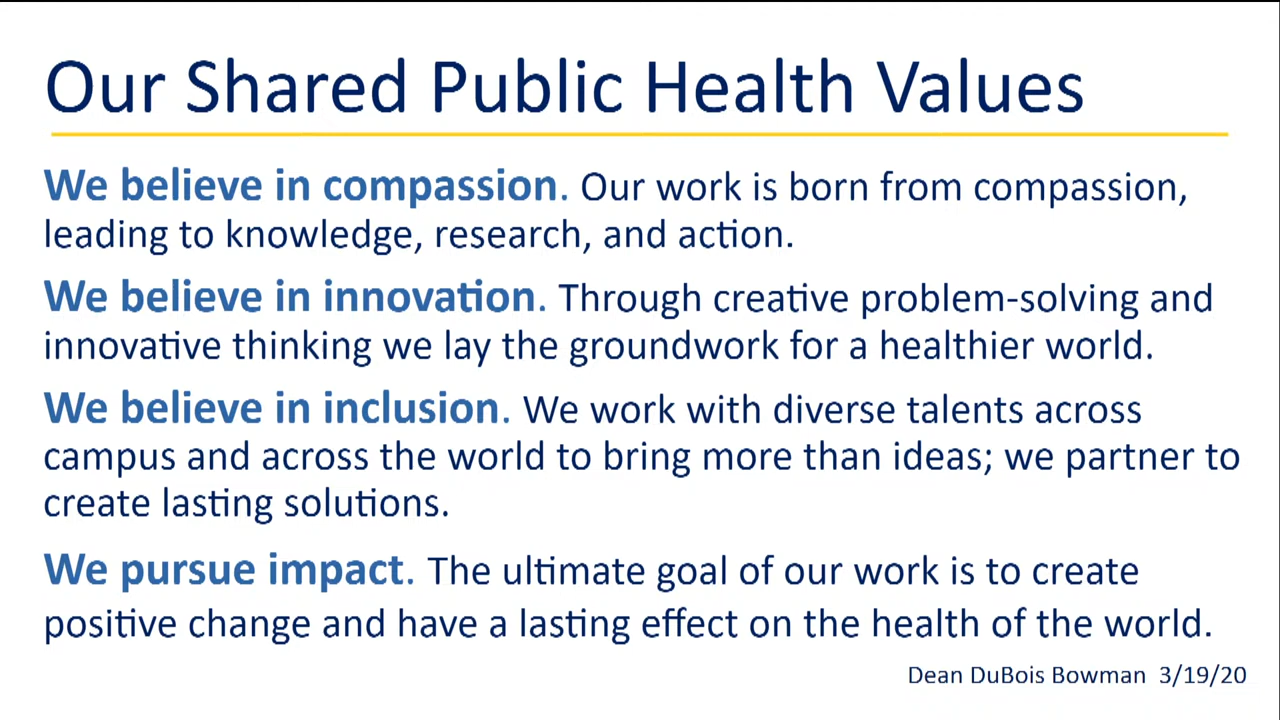 Our Shared Public Health Values
We believe in compassion. Our work is born from compassion,
leading to knowledge, research, and action.
We believe in innovation. Through creative problem-solving and
innovative thinking we lay the groundwork for a healthier world.
We believe in inclusion. We work with diverse talents across
campus and across the world to bring more than ideas; we partner to
create lasting solutions.
We pursue impact. The ultimate goal of our work is to create
positive change and have a lasting effect on the health of the world.
Dean DuBois Bowman 3/19/20